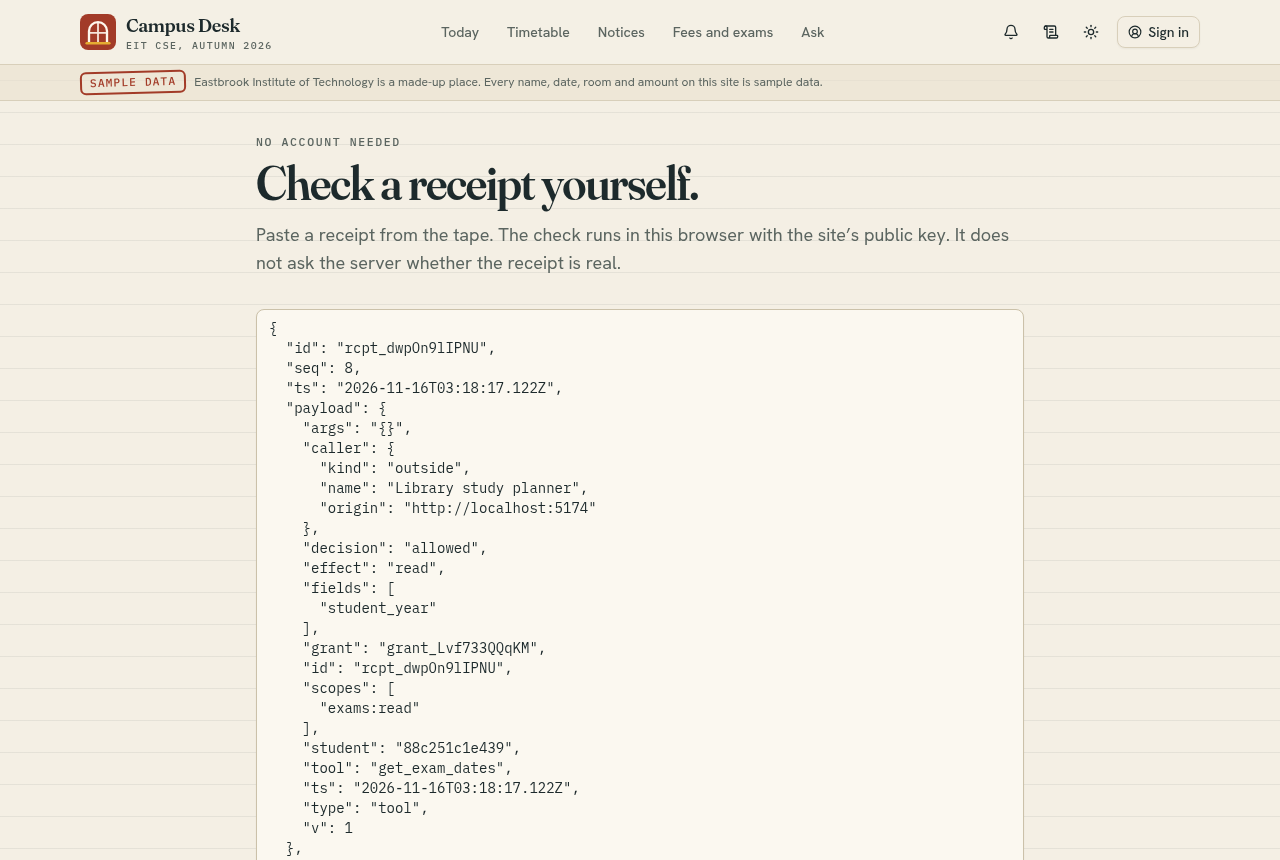 Campus Desk
EIT CSE, AUTUMN 2026
Today
Timetable
Notices
Fees and exams
Ask
Sign in
SAMPLE DATA
Eastbrook Institute of Technology is a made-up place. Every name, date, room and amount on this site is sample data.
NO ACCOUNT NEEDED
Check a receipt yourself.
Paste a receipt from the tape. The check runs in this browser with the site’s public key. It does
not ask the server whether the receipt is real.
{
  "id": "rcpt_dwpOn9lIPNU",
  "seq": 8,
  "ts": "2026-11-16T03:18:17.122Z",
  "payload": {
    "args": "{}",
    "caller": {
      "kind": "outside",
      "name": "Library study planner",
      "origin": "http://localhost:5174"
    },
    "decision": "allowed",
    "effect": "read",
    "fields": [
      "student_year"
    ],
    "grant": "grant_Lvf733QQqKM",
    "id": "rcpt_dwpOn9lIPNU",
    "scopes": [
      "exams:read"
    ],
    "student": "88c251c1e439",
    "tool": "get_exam_dates",
    "ts": "2026-11-16T03:18:17.122Z",
    "type": "tool",
    "v": 1
  },